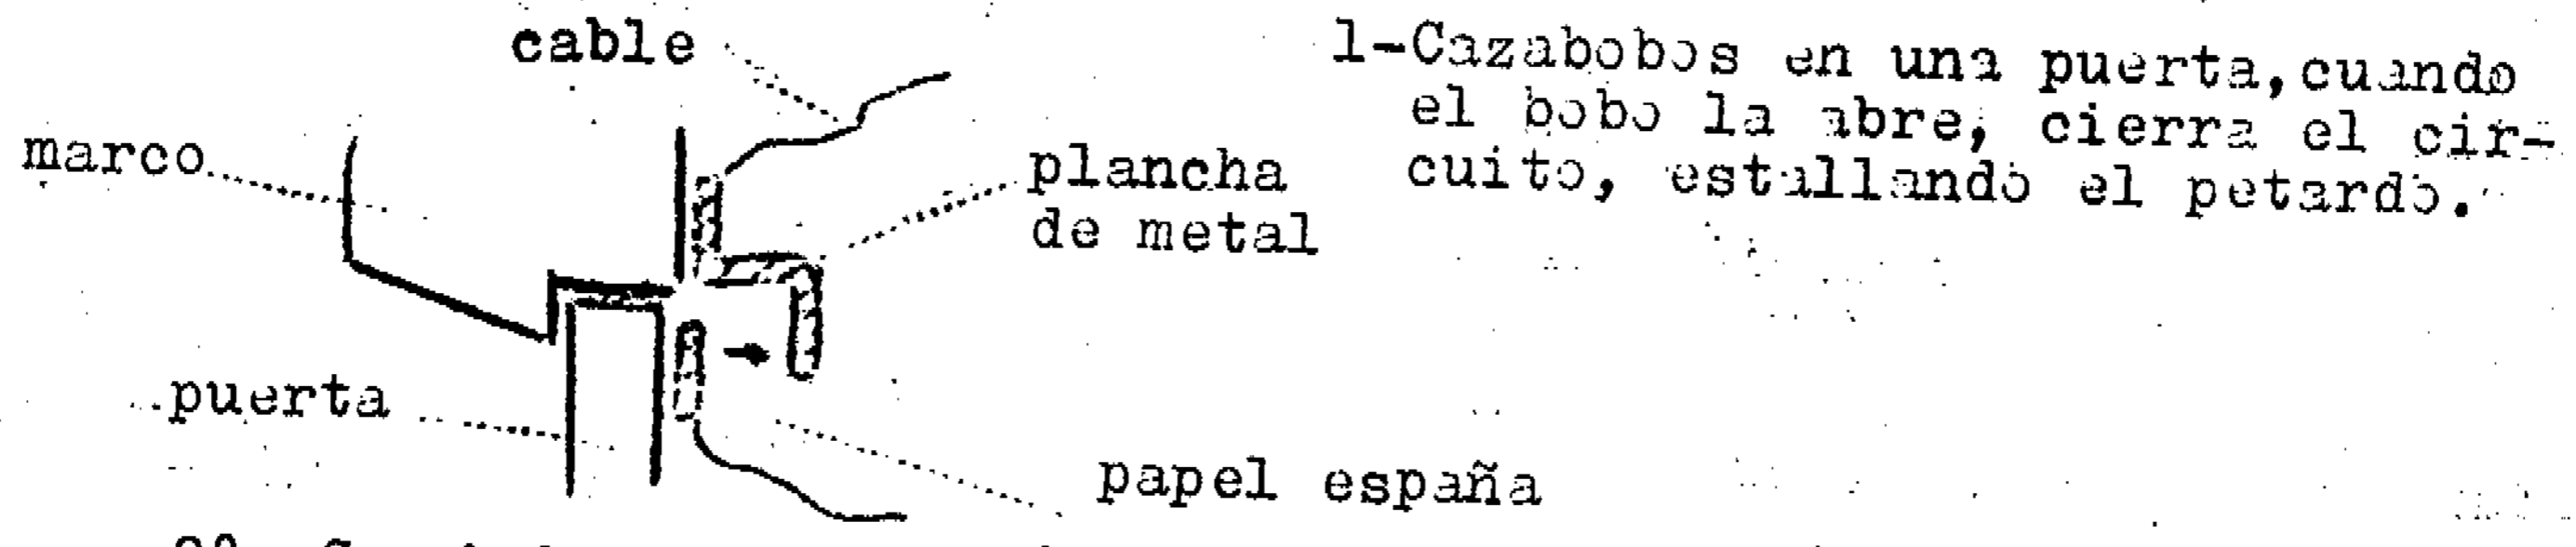 cable
marco
plancha
de metal
puerta
papel españa
1-Cazabobos en una puerta,cuando
el bobo la abre, cierra el cir-
cuito, estallando el petardo.